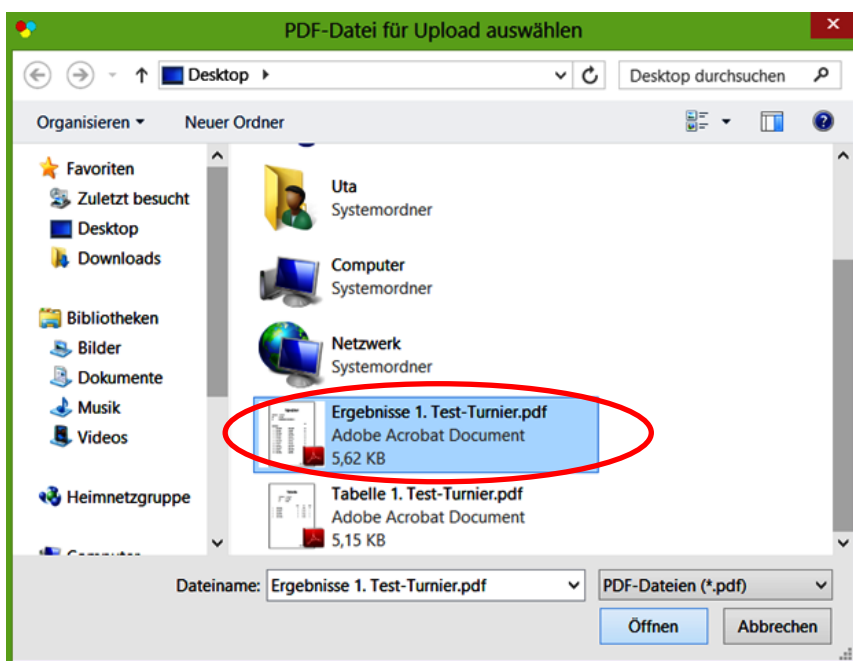 PDF-Datei für Upload auswählen
Desktop
Desktop durchsuchen
Organisieren
Neuer Ordner
Favoriten
Zuletzt besucht
Desktop
Downloads
Bibliotheken
Bilder
Dokumente
Musik
Videos
Heimnetzgruppe
Computer
Uta
Systemordner
Computer
Systemordner
Netzwerk
Systemordner
Ergebnisse 1. Test-Turnier.pdf
Adobe Acrobat Document
5,62 KB
Tabelle 1. Test-Turnier.pdf
Adobe Acrobat Document
5,15 KB
Dateiname: Ergebnisse 1. Test-Turnier.pdf
PDF-Dateien (*.pdf)
Öffnen
Abbrechen